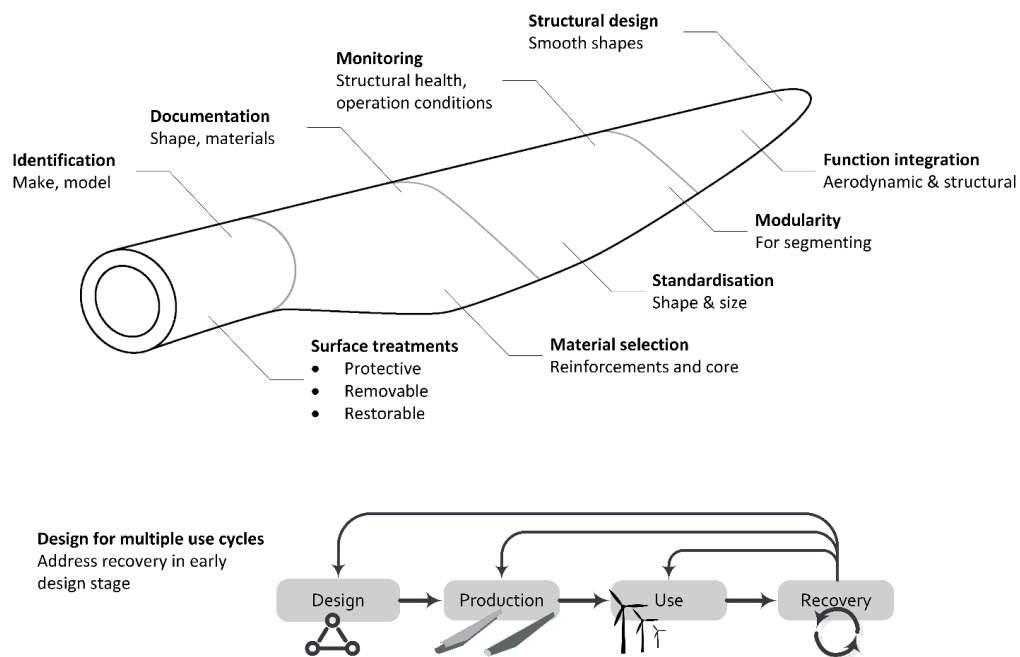 Structural design
Smooth shapes
Monitoring
Structural health,
operation conditions
Documentation
Shape, materials
Identification
Make, model
Function integration
Aerodynamic & structural
Modularity
For segmenting
Standardisation
Shape & size
Material selection
Reinforcements and core
Surface treatments
• Protective
• Removable
• Restorable
Design for multiple use cycles
Address recovery in early
design stage
Design
Production
Use
Recovery